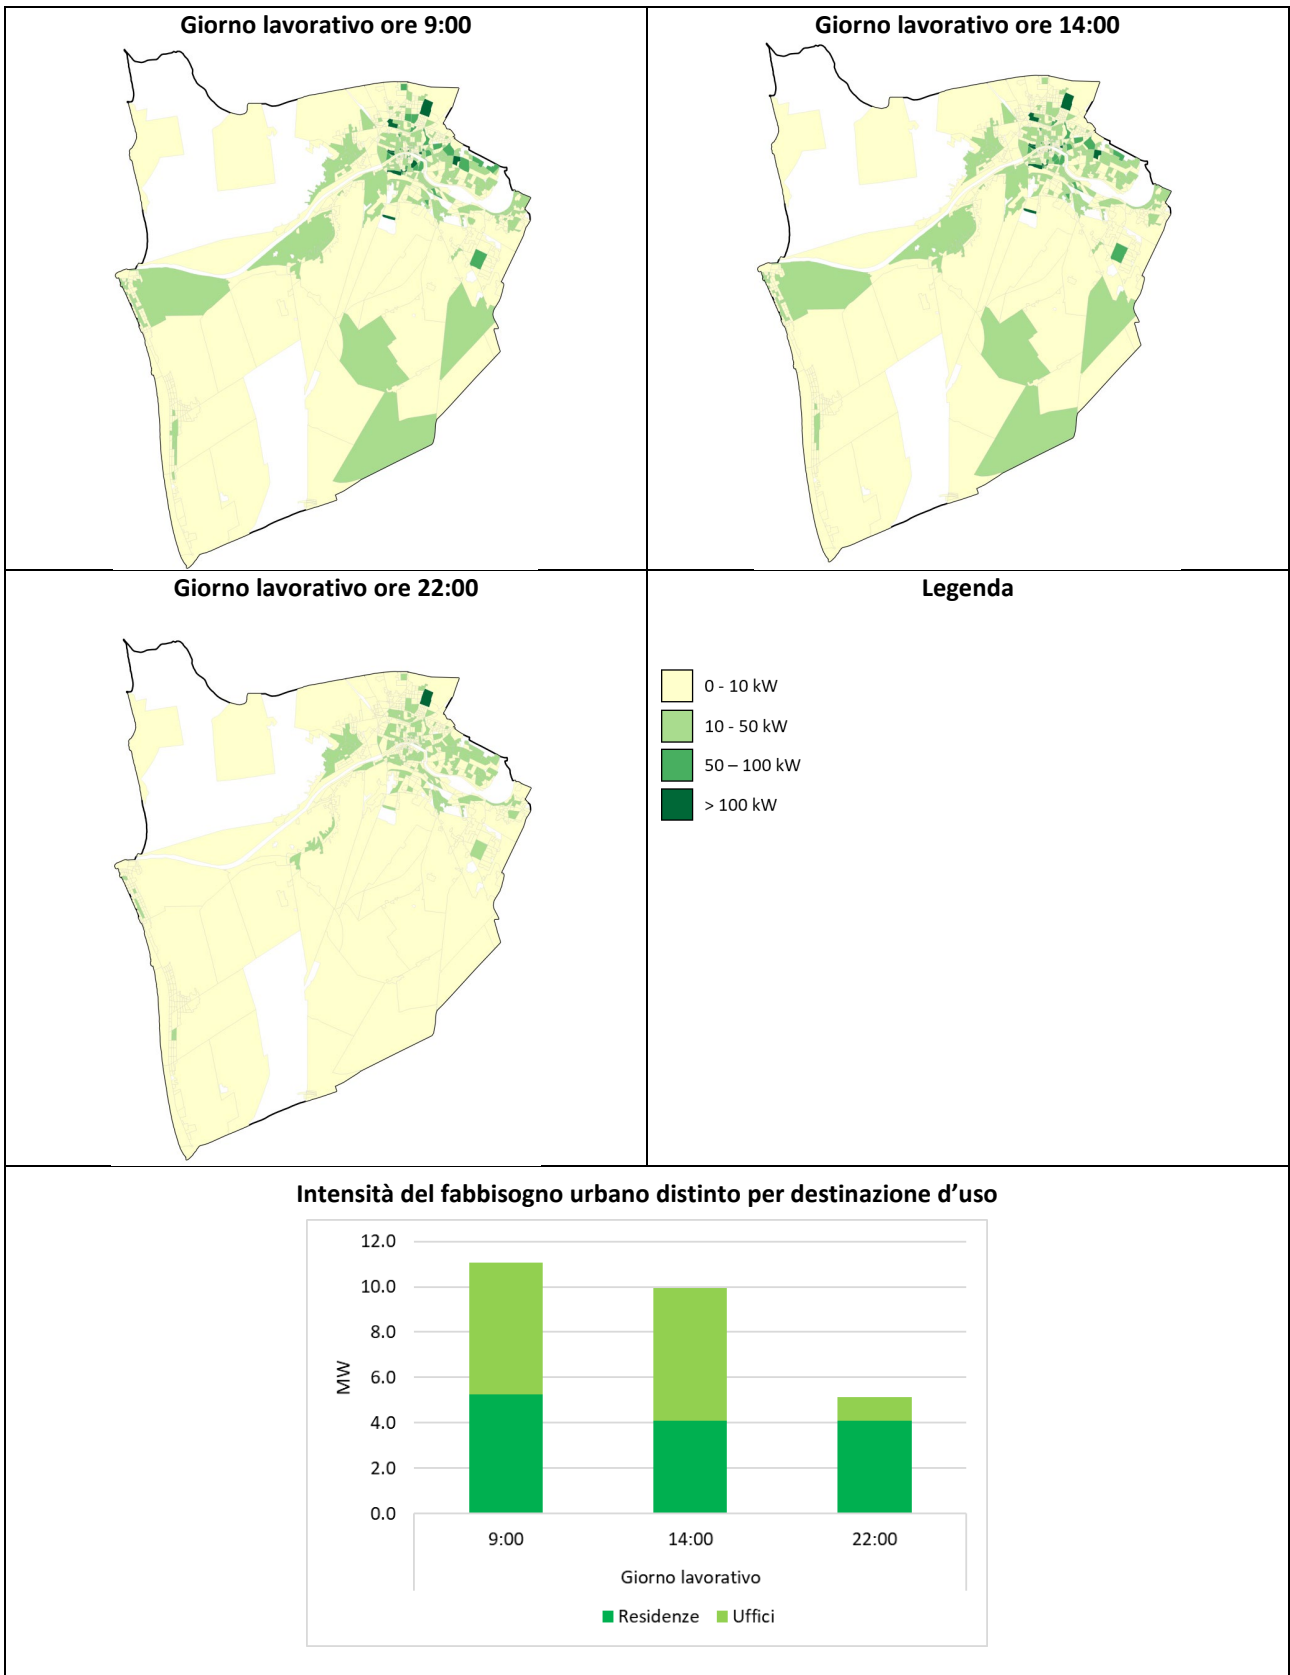 Giorno lavorativo ore 9:00
Giorno lavorativo ore 14:00
Giorno lavorativo ore 22:00
Legenda
0 - 10 kW
10 - 50 kW
50 – 100 kW
> 100 kW
Intensità del fabbisogno urbano distinto per destinazione d’uso
12.0
10.0
8.0
6.0
4.0
2.0
0.0
MW
9:00 14:00 22:00
Giorno lavorativo
Residenze Uffici